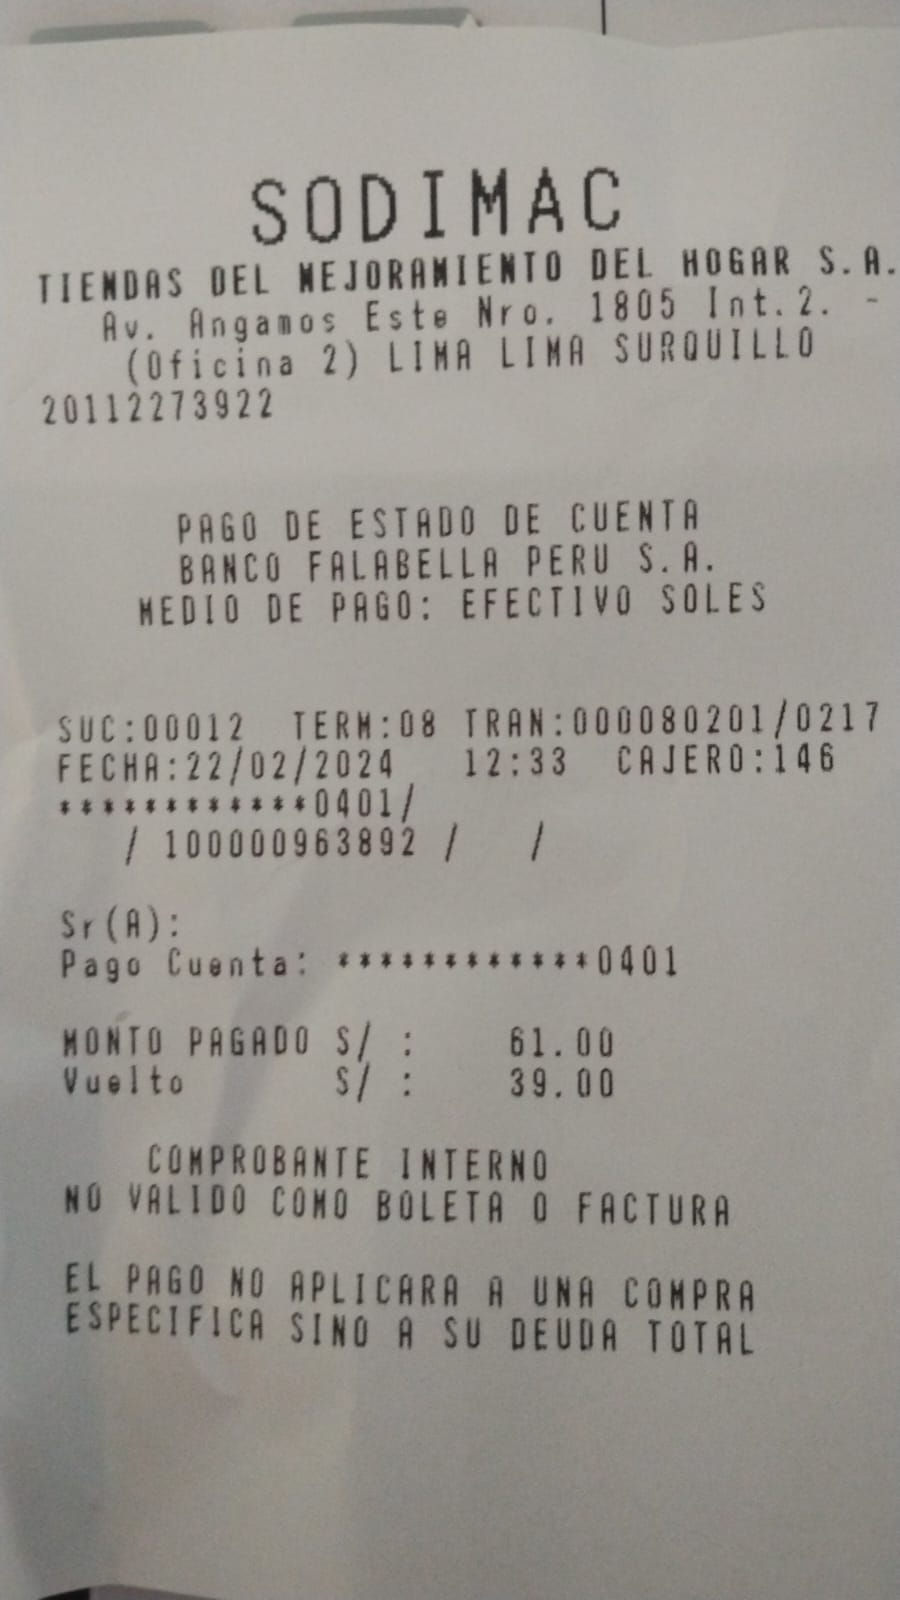 SODIMAC
TIENDAS DEL MEJORAMIENTO DEL HOGAR S.A.
Av. Angamos Este Nro. 1805 Int.2. -
(Oficina 2) LIMA LIMA SURQUILLO
20112273922
PAGO DE ESTADO DE CUENTA
BANCO FALABELLA PERU S.A.
MEDIO DE PAGO: EFECTIVO SOLES
SUC:00012 TERM:08 TRAN:000080201/0217
FECHA:22/02/2024 12:33 CAJERO:146
************0401/
/ 100000963892 / /
Sr(A):
Pago Cuenta: ************0401
MONTO PAGADO S/ : 61.00
Vuelto S/ : 39.00
COMPROBANTE INTERNO
NO VALIDO COMO BOLETA O FACTURA
EL PAGO NO APLICARA A UNA COMPRA
ESPECIFICA SINO A SU DEUDA TOTAL